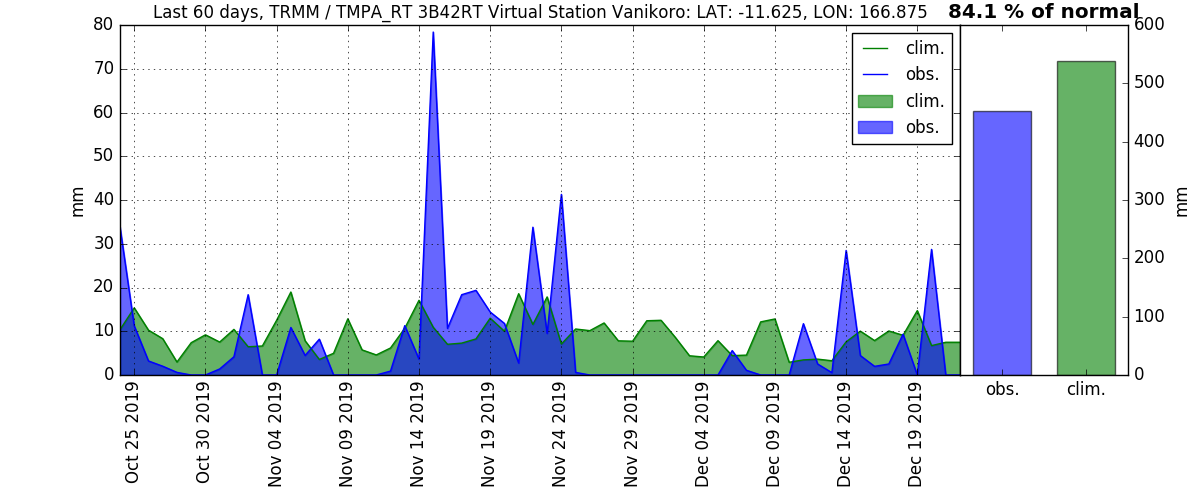 Last 60 days, TRMM / TMPA_RT 3B42RT Virtual Station Vanikoro: LAT: -11.625, LON: 166.875
84.1 % of normal
80
70
60
50
40
30
20
10
0
mm
clim.
obs.
clim.
obs.
Oct 25 2019
Oct 30 2019
Nov 04 2019
Nov 09 2019
Nov 14 2019
Nov 19 2019
Nov 24 2019
Nov 29 2019
Dec 04 2019
Dec 09 2019
Dec 14 2019
Dec 19 2019
600
500
400
300
200
100
0
mm
obs.
clim.